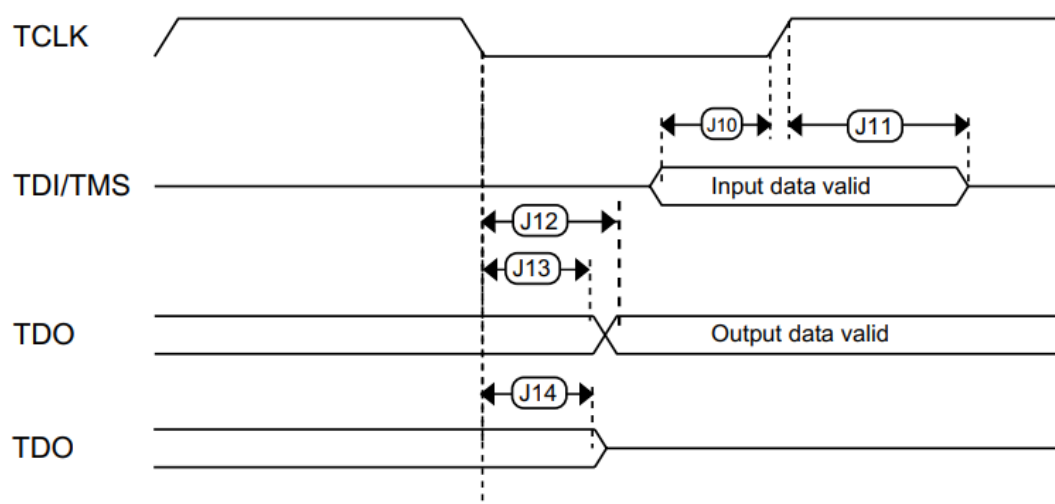 TCLK
J10
J11
TDI/TMS
Input data valid
J12
J13
TDO
Output data valid
J14
TDO